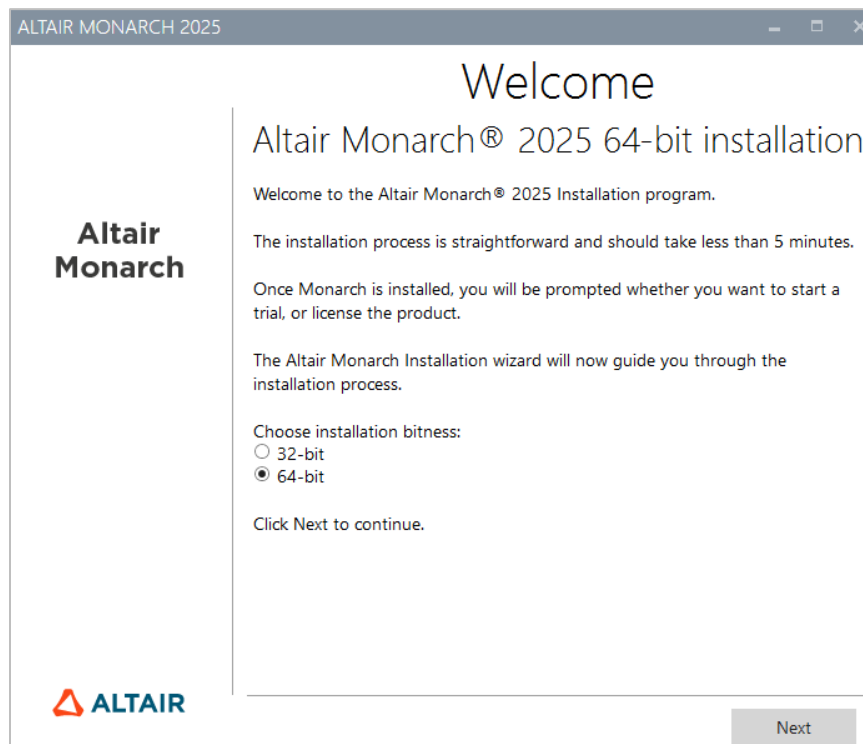 ALTAIR MONARCH 2025
Welcome
Altair Monarch® 2025 64-bit installation
Altair
Monarch
Welcome to the Altair Monarch® 2025 Installation program.
The installation process is straightforward and should take less than 5 minutes.
Once Monarch is installed, you will be prompted whether you want to start a
trial, or license the product.
The Altair Monarch Installation wizard will now guide you through the
installation process.
Choose installation bitness:
32-bit
64-bit
Click Next to continue.
ALTAIR
Next